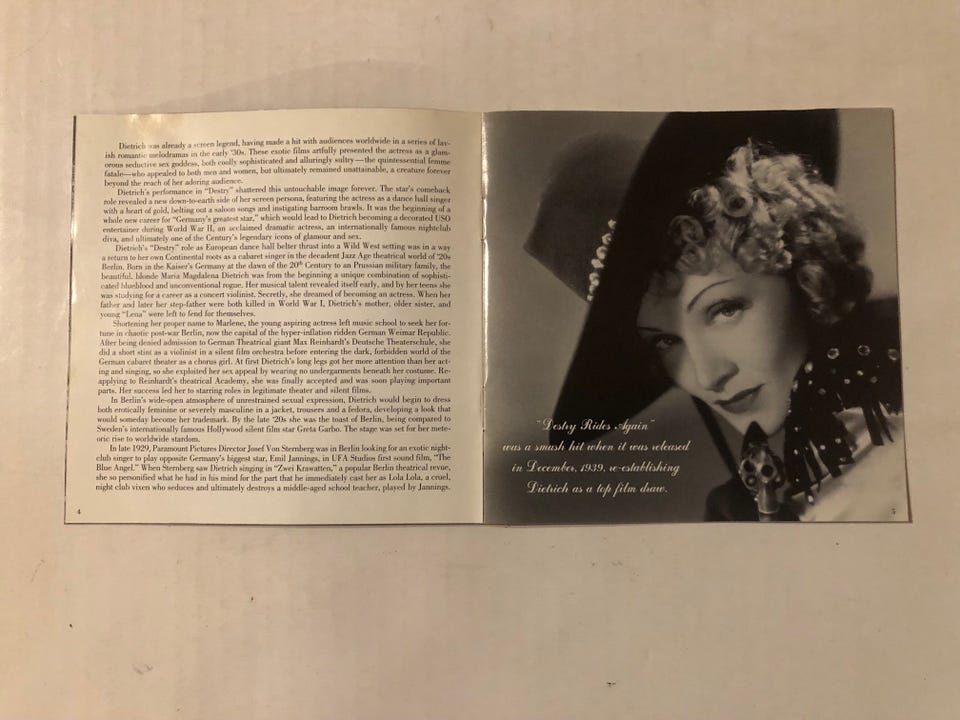 Dietrich was already a screen legend, having made a hit with audiences worldwide in a series of lav-
ish romantic melodramas in the early '30s. These exotic films artfully presented the actress as a glam-
orous seductive sex goddess, both coolly sophisticated and alluringly sultry—the quintessential femme
fatale—who appealed to both men and women, but ultimately remained unattainable, a creature forever
beyond the reach of her adoring audience.
Dietrich's performance in "Destry" shattered this untouchable image forever. The star's comeback
role revealed a new down-to-earth side of her screen persona, featuring the actress as a dance hall singer
with a heart of gold, belting out a saloon songs and instigating barroom brawls. It was the beginning of a
whole new career for "Germany's greatest star," which would lead to Dietrich becoming a decorated USO
entertainer during World War II, an acclaimed dramatic actress, an internationally famous nightclub
diva, and ultimately one of the Century's legendary icons of glamour and sex.
Dietrich's "Destry" role as European dance hall belter thrust into a Wild West setting was in a way
a return to her own Continental roots as a cabaret singer in the decadent Jazz Age theatrical world of '20s
Berlin. Born in the Kaiser's Germany at the dawn of the 20th Century to an Prussian military family, the
beautiful, blonde Maria Magdalena Dietrich was from the beginning a unique combination of sophisti-
cated blueblood and unconventional rogue. Her musical talent revealed itself early, and by her teens she
was studying for a career as a concert violinist. Secretly, she dreamed of becoming an actress. When her
father and later her step-father were both killed in World War I, Dietrich's mother, older sister, and
young "Lena" were left to fend for themselves.
Shortening her proper name to Marlene, the young aspiring actress left music school to seek her for-
tune in chaotic post-war Berlin, now the capital of the hyper-inflation ridden German Weimar Republic.
After being denied admission to German Theatrical giant Max Reinhardt's Deutsche Theaterschule, she
did a short stint as a violinist in a silent film orchestra before entering the dark, forbidden world of the
German cabaret theater as a chorus girl. At first Dietrich's long legs got her more attention than her act-
ing and singing, so she exploited her sex appeal by wearing no undergarments beneath her costume. Re-
applying to Reinhardt's theatrical Academy, she was finally accepted and was soon playing important
parts. Her success led her to starring roles in legitimate theater and silent films.
In Berlin's wide-open atmosphere of unrestrained sexual expression, Dietrich would begin to dress
both erotically feminine or severely masculine in a jacket, trousers and a fedora, developing a look that
would someday become her trademark. By the late '20s she was the toast of Berlin, being compared to
Sweden's internationally famous Hollywood silent film star Greta Garbo. The stage was set for her mete-
oric rise to worldwide stardom.
In late 1929, Paramount Pictures Director Josef Von Sternberg was in Berlin looking for an exotic night-
club singer to play opposite Germany's biggest star, Emil Jannings, in UFA Studios first sound film, "The
Blue Angel." When Sternberg saw Dietrich singing in "Zwei Krawatten," a popular Berlin theatrical revue,
she so personified what he had in his mind for the part that he immediately cast her as Lola Lola, a cruel,
night club vixen who seduces and ultimately destroys a middle-aged school teacher, played by Jannings.
4
"Destry Rides Again"
was a smash hit when it was released
in December, 1939, re-establishing
Dietrich as a top film draw.
5